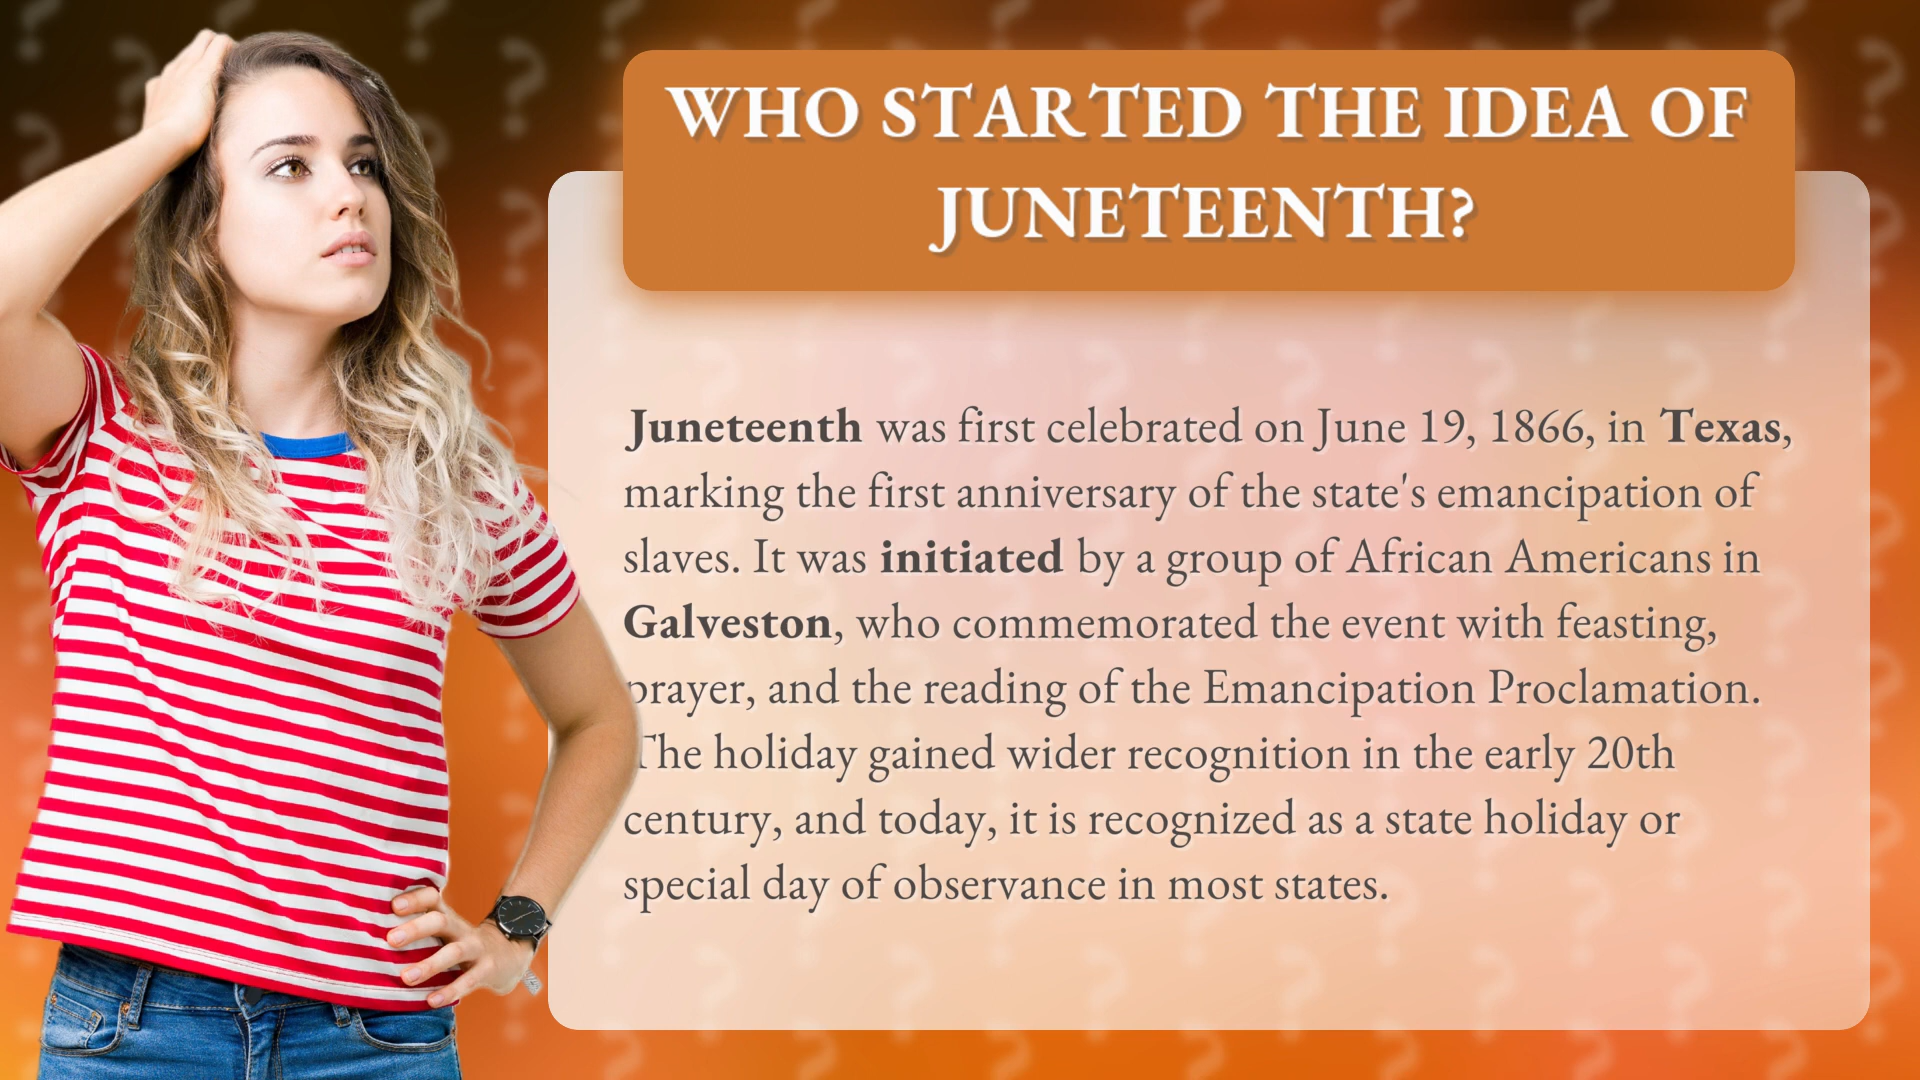 WHO STARTED THE IDEA OF
JUNETEENTH?
Juneteenth was first celebrated on June 19, 1866, in Texas,
marking the first anniversary of the state's emancipation of
slaves. It was initiated by a group of African Americans in
Galveston, who commemorated the event with feasting,
prayer, and the reading of the Emancipation Proclamation.
The holiday gained wider recognition in the early 20th
century, and today, it is recognized as a state holiday or
special day of observance in most states.